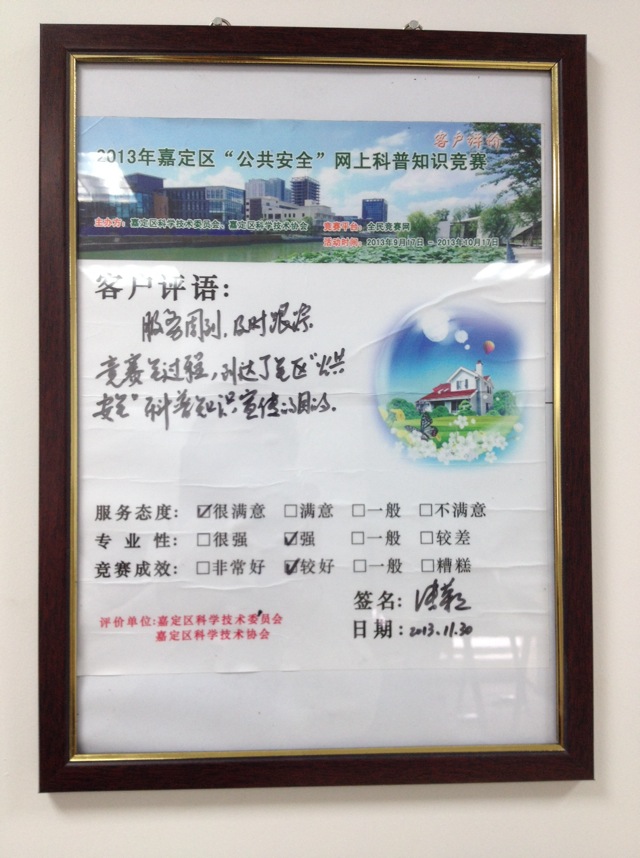 客户评价
2013年嘉定区“公共安全”网上科普知识竞赛
主办方：嘉定区科学技术委员会、嘉定区科学技术协会
竞赛平台：全民竞赛网
活动时间：2013年9月17日 - 2013年10月17日
客户评语:
服务周到,及时跟踪
竞赛全过程,到达了全区“公共
安全”科普知识宣传的目的.
服务态度: ☑很满意 □满意 □一般 □不满意
专 业 性: □很强 ☑强 □一般 □较差
竞赛成效: □非常好 ☑较好 □一般 □糟糕
签名:
日期: 2013.11.30
评价单位:嘉定区科学技术委员会
嘉定区科学技术协会